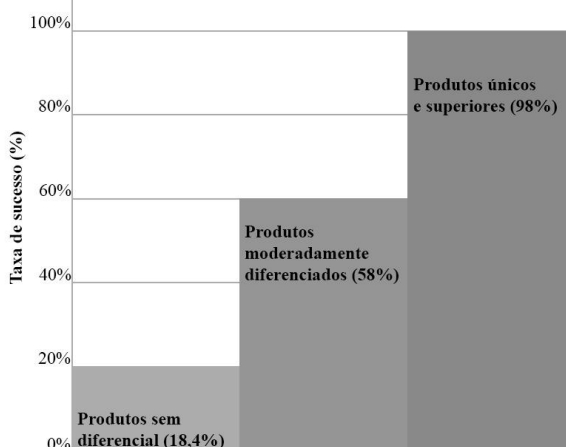 100%
80%
60%
40%
20%
0%
Taxa de sucesso (%)
Produtos sem
diferencial (18,4%)
Produtos
moderadamente
diferenciados (58%)
Produtos únicos
e superiores (98%)